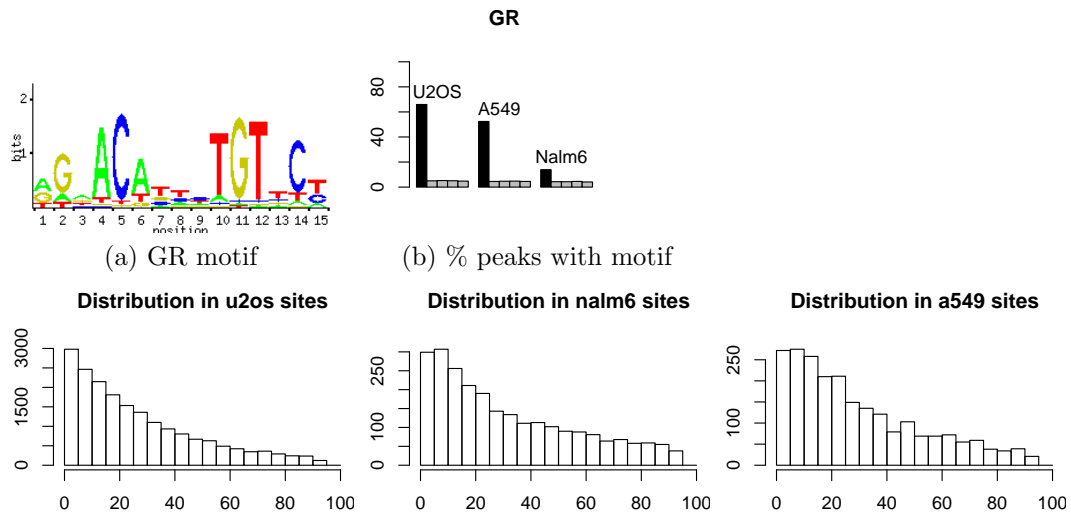 GR
2
1
bits
1 2 3 4 5 6 7 8 9 10 11 12 13 14 15
position
(a) GR motif
80
40
0
U2OS
A549
Nalm6
(b) % peaks with motif
Distribution in u2os sites
3000
1500
0
0 20 40 60 80 100
Distribution in nalm6 sites
250
100
0
0 20 40 60 80 100
Distribution in a549 sites
250
100
0
0 20 40 60 80 100